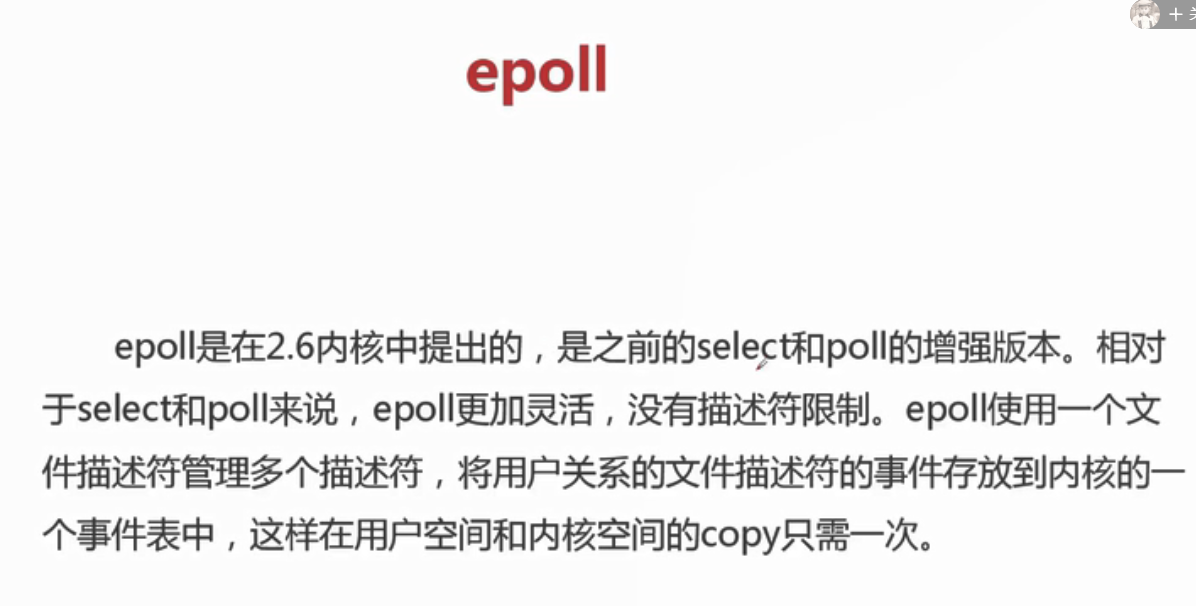 epoll
epoll是在2.6内核中提出的，是之前的select和poll的增强版本。相对
于select和poll来说，epoll更加灵活，没有描述符限制。epoll使用一个文
件描述符管理多个描述符，将用户关系的文件描述符的事件存放到内核的一
个事件表中，这样在用户空间和内核空间的copy只需一次。